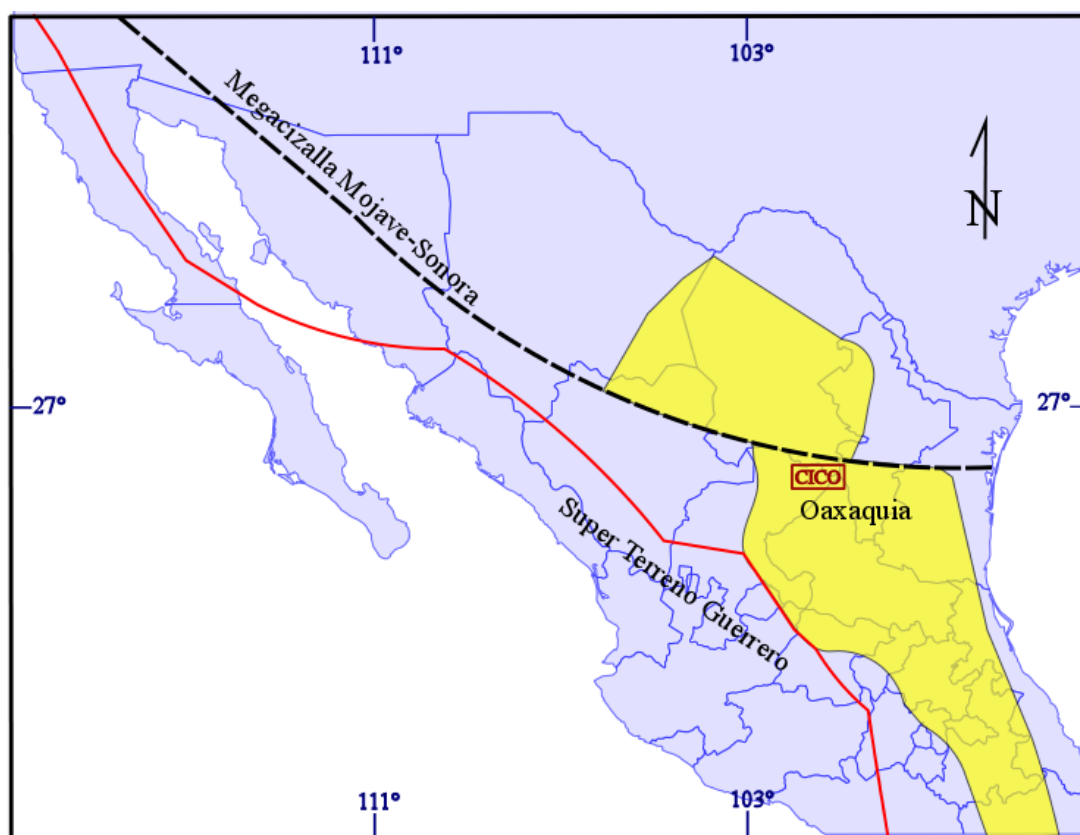 111°
103°
Megacizalla Mojave-Sonora
N
27°
27°
CICO
Oaxaquia
Super Terreno Guerrero
111°
103°